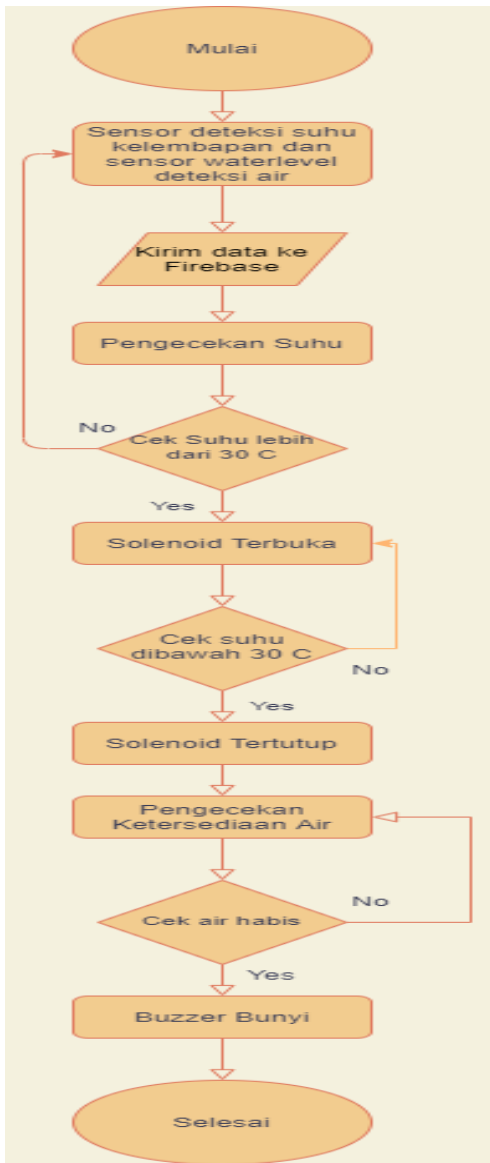 Mulai
Sensor deteksi suhu
kelembapan dan
sensor waterlevel
deteksi air
Kirim data ke
Firebase
Pengecekan Suhu
No
Cek Suhu lebih
dari 30 C
Yes
Solenoid Terbuka
Cek suhu
dibawah 30 C
No
Yes
Solenoid Tertutup
Pengecekan
Ketersediaan Air
No
Cek air habis
Yes
Buzzer Bunyi
Selesai